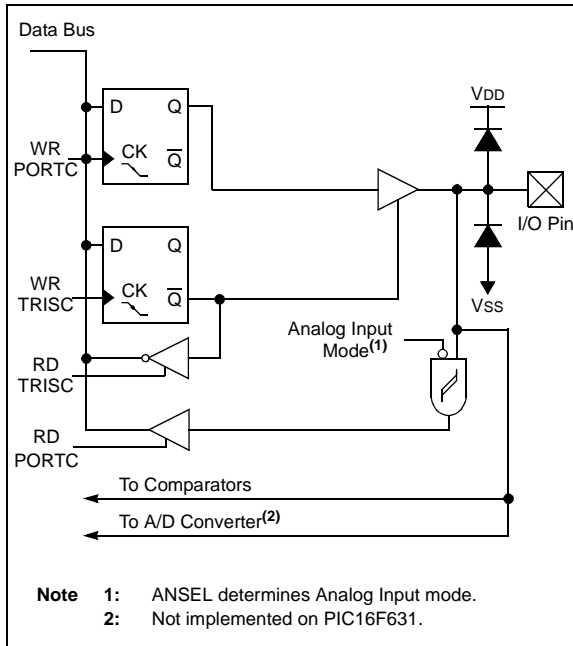 Data Bus
D Q
WR
PORTC
CK Q
VDD
I/O Pin
D Q
WR
TRISC
CK Q
VSS
Analog Input
Mode(1)
RD
TRISC
RD
PORTC
To Comparators
To A/D Converter(2)
Note 1: ANSEL determines Analog Input mode.
2: Not implemented on PIC16F631.